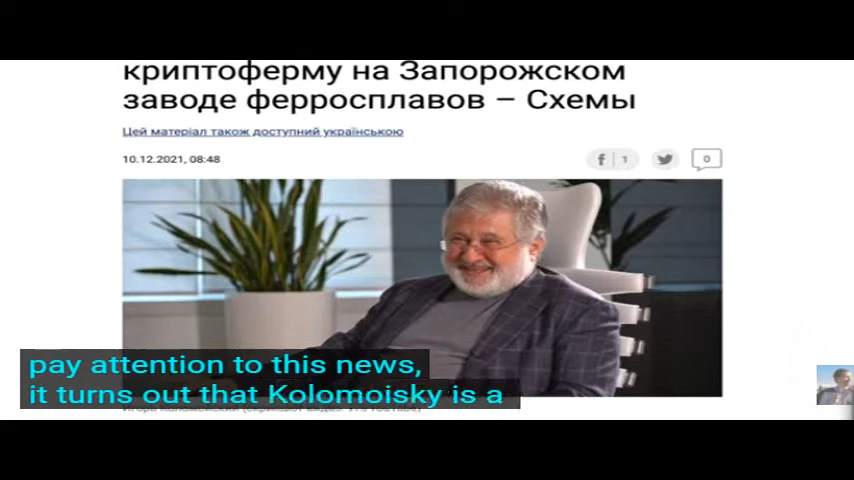 криптоферму на Запорожском
заводе ферросплавов – Схемы
Цей матеріал також доступний українською
10.12.2021, 08:48
1
0
pay attention to this news,
it turns out that Kolomoisky is a